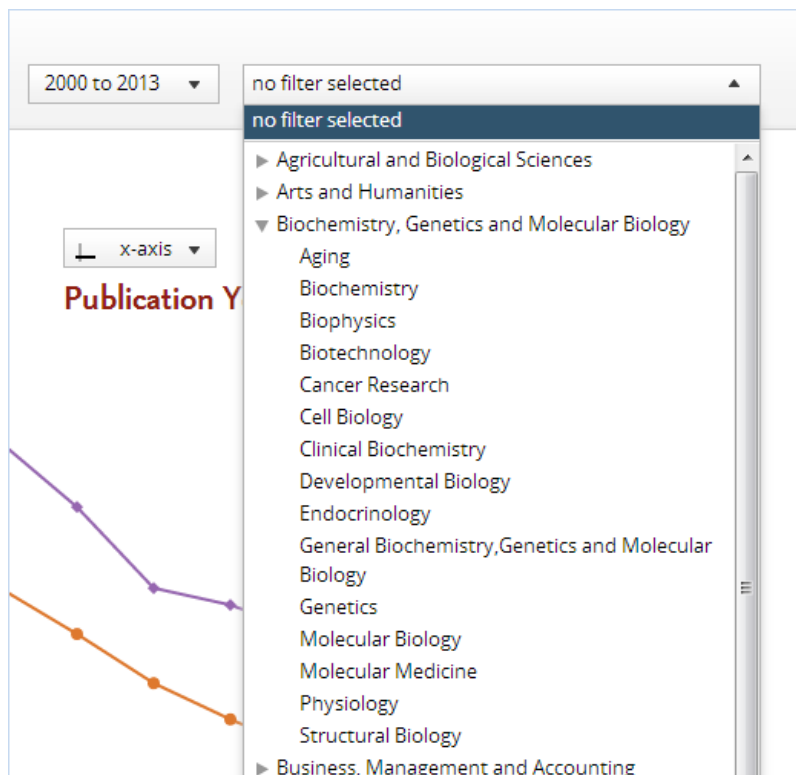 2000 to 2013
no filter selected
no filter selected
Agricultural and Biological Sciences
Arts and Humanities
Biochemistry, Genetics and Molecular Biology
Aging
x-axis
Biochemistry
Publication Y
Biophysics
Biotechnology
Cancer Research
Cell Biology
Clinical Biochemistry
Developmental Biology
Endocrinology
General Biochemistry,Genetics and Molecular
Biology
Genetics
Molecular Biology
Molecular Medicine
Physiology
Structural Biology
Business, Management and Accounting